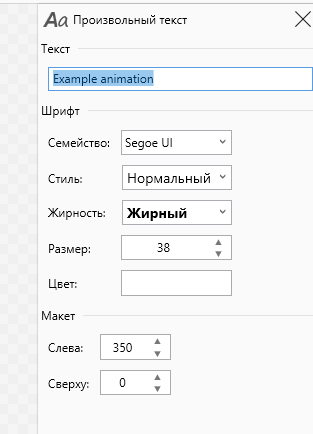 Aa Произвольный текст
Текст
Example animation
Шрифт
Семейство: Segoe UI
Стиль: Нормальный
Жирность: Жирный
Размер: 38
Цвет:
Макет
Слева: 350
Сверху: 0